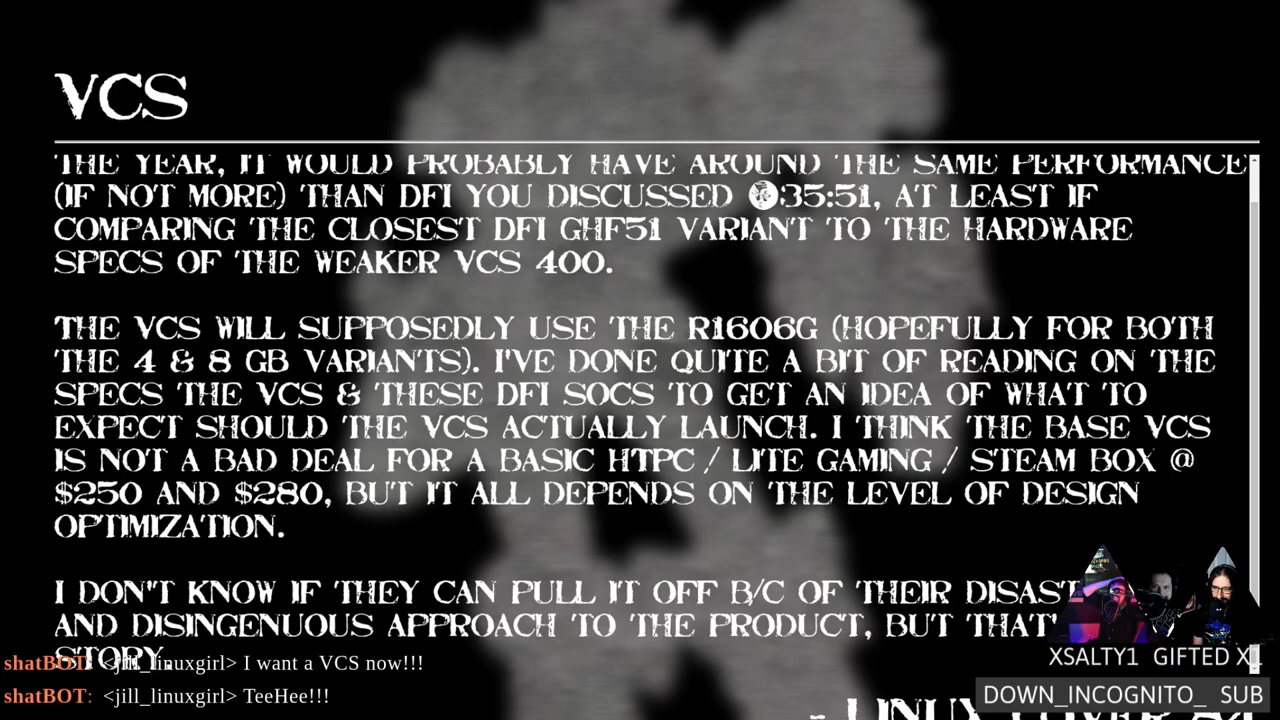 VCS
THE YEAR, IT WOULD PROBABLY HAVE AROUND THE SAME PERFORMANCE
(IF NOT MORE) THAN DFI YOU DISCUSSED 35:51, AT LEAST IF
COMPARING THE CLOSEST DFI GHF51 VARIANT TO THE HARDWARE
SPECS OF THE WEAKER VCS 400.
THE VCS WILL SUPPOSEDLY USE THE R1606G (HOPEFULLY FOR BOTH
THE 4 & 8 GB VARIANTS). I'VE DONE QUITE A BIT OF READING ON THE
SPECS THE VCS & THESE DFI SOCS TO GET AN IDEA OF WHAT TO
EXPECT SHOULD THE VCS ACTUALLY LAUNCH. I THINK THE BASE VCS
IS NOT A BAD DEAL FOR A BASIC HTPC / LITE GAMING / STEAM BOX @
$250 AND $280, BUT IT ALL DEPENDS ON THE LEVEL OF DESIGN
OPTIMIZATION.
I DON'T KNOW IF THEY CAN PULL IT OFF B/C OF THEIR
AND DISINGENUOUS APPROACH TO THE PRODUCT, BUT
STORY.
shatBOT: <jill_linuxgirl> I want a VCS now!!!
shatBOT: <jill_linuxgirl> TeeHee!!!
XSALTY1 GIFTED X1
DOWN_INCOGNITO_ SUB